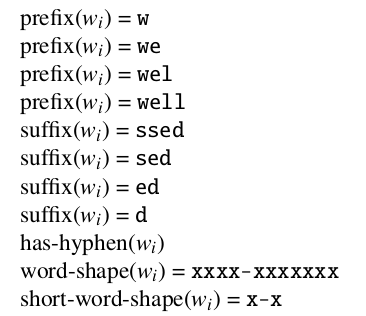 prefix(wᵢ) = w
prefix(wᵢ) = we
prefix(wᵢ) = wel
prefix(wᵢ) = well
suffix(wᵢ) = ssed
suffix(wᵢ) = sed
suffix(wᵢ) = ed
suffix(wᵢ) = d
has-hyphen(wᵢ)
word-shape(wᵢ) = xxxx-xxxxxxx
short-word-shape(wᵢ) = x-x